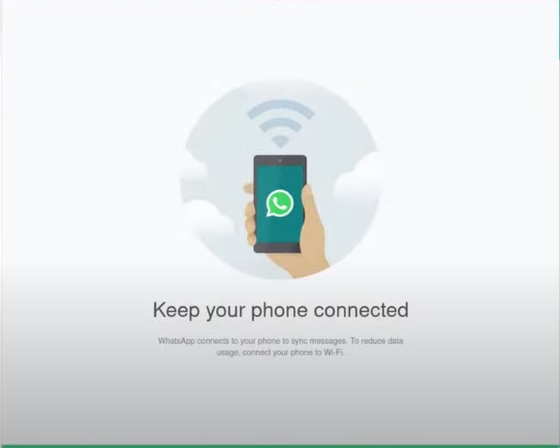 Keep your phone connected
WhatsApp connects to your phone to sync messages. To reduce data
usage, connect your phone to Wi-Fi.